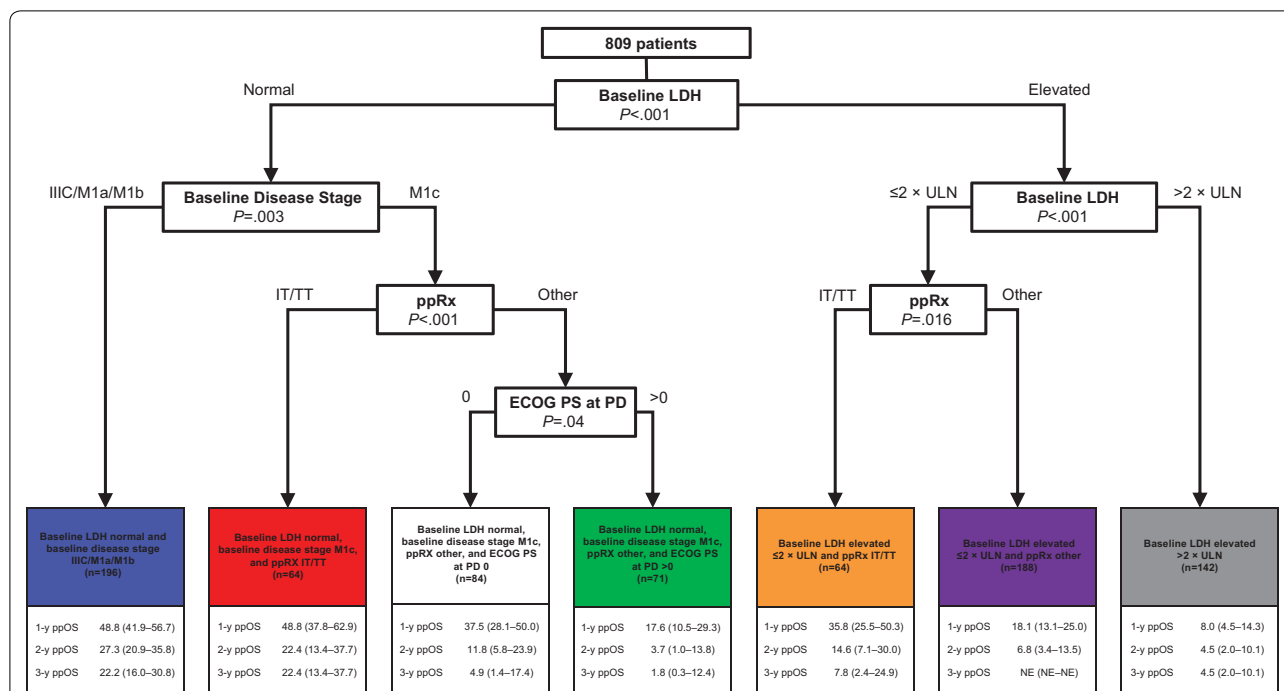 809 patients
Normal
Elevated
Baseline LDH
P<.001
IIIC/M1a/M1b
Baseline Disease Stage
P=.003
M1c
≤2 × ULN
Baseline LDH
P<.001
>2 × ULN
IT/TT
ppRx
P<.001
Other
IT/TT
ppRx
P=.016
Other
0
ECOG PS at PD
P=.04
>0
Baseline LDH normal and
baseline disease stage
IIIC/M1a/M1b
(n=196)
1-y ppOS 48.8 (41.9–56.7)
2-y ppOS 27.3 (20.9–35.8)
3-y ppOS 22.2 (16.0–30.8)
Baseline LDH normal,
baseline disease stage M1c,
and ppRX IT/TT
(n=64)
1-y ppOS 48.8 (37.8–62.9)
2-y ppOS 22.4 (13.4–37.7)
3-y ppOS 22.4 (13.4–37.7)
Baseline LDH normal,
baseline disease stage M1c,
ppRX other, and ECOG PS
at PD 0
(n=84)
1-y ppOS 37.5 (28.1–50.0)
2-y ppOS 11.8 (5.8–23.9)
3-y ppOS 4.9 (1.4–17.4)
Baseline LDH normal,
baseline disease stage M1c,
ppRX other, and ECOG PS
at PD >0
(n=71)
1-y ppOS 17.6 (10.5–29.3)
2-y ppOS 3.7 (1.0–13.8)
3-y ppOS 1.8 (0.3–12.4)
Baseline LDH elevated
≤2 × ULN and ppRx IT/TT
(n=64)
1-y ppOS 35.8 (25.5–50.3)
2-y ppOS 14.6 (7.1–30.0)
3-y ppOS 7.8 (2.4–24.9)
Baseline LDH elevated
≤2 × ULN and ppRx other
(n=188)
1-y ppOS 18.1 (13.1–25.0)
2-y ppOS 6.8 (3.4–13.5)
3-y ppOS NE (NE–NE)
Baseline LDH elevated
>2 × ULN
(n=142)
1-y ppOS 8.0 (4.5–14.3)
2-y ppOS 4.5 (2.0–10.1)
3-y ppOS 4.5 (2.0–10.1)